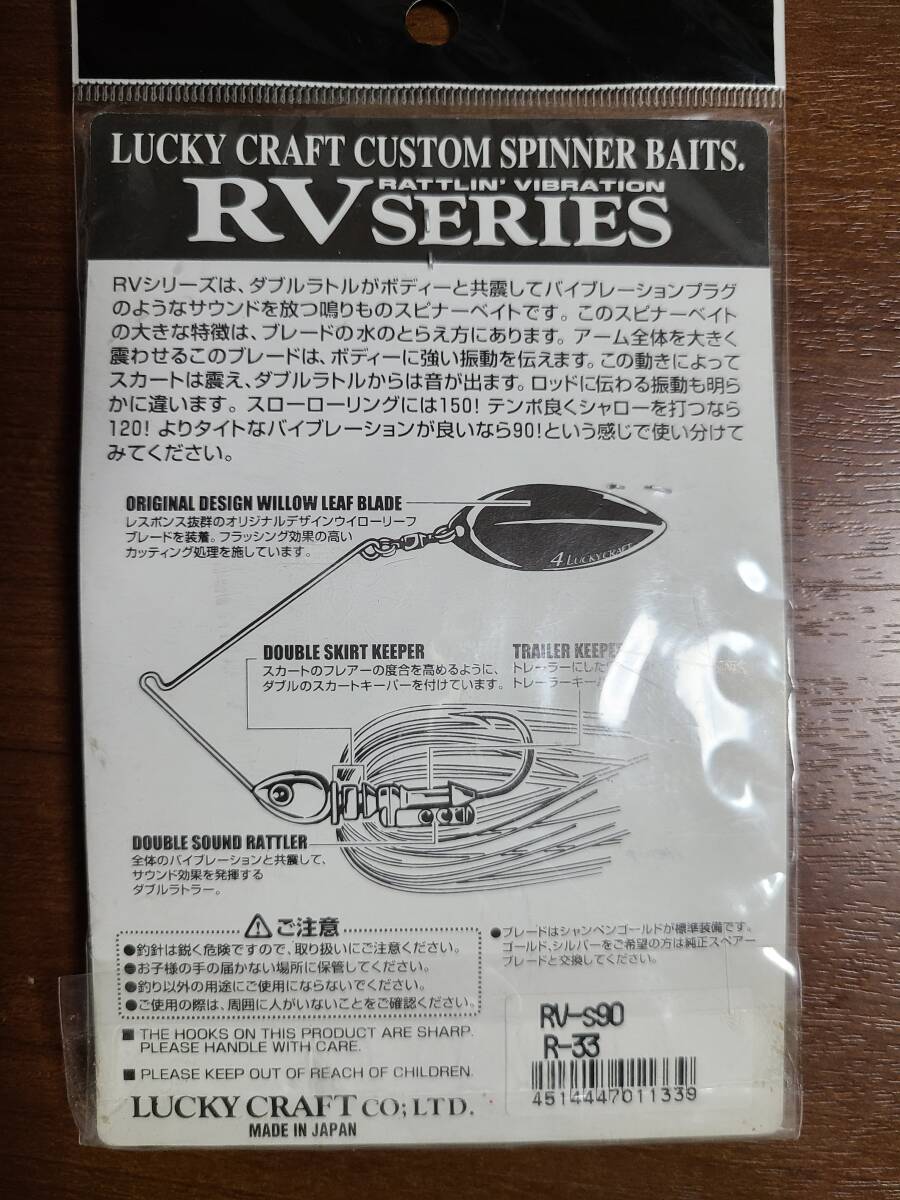 LUCKY CRAFT CUSTOM SPINNER BAITS.
RATTLIN' VIBRATION
RV SERIES
RVシリーズは、ダブルラトルがボディーと共震してバイブレーションプラグ
のようなサウンドを放つ鳴りものスピナーベイトです。このスピナーベイト
の大きな特徴は、ブレードの水のとらえ方にあります。アーム全体を大きく
震わせるこのブレードは、ボディーに強い振動を伝えます。この動きによって
スカートは震え、ダブルラトルからは音が出ます。ロッドに伝わる振動も明ら
かに違います。スローローリングには150!テンポ良くシャローを打つなら
120!よりタイトなバイブレーションが良いなら90!という感じで使い分けて
みてください。
ORIGINAL DESIGN WILLOW LEAF BLADE
レスポンス抜群のオリジナルデザインウイローリーフ
ブレードを装着。フラッシング効果の高い
カッティング処理を施しています。
4 LUCKYCRAFT
DOUBLE SKIRT KEEPER
スカートのフレアーの度合を高めるように、
ダブルのスカートキーパーを付けています。
TRAILER KEEPER
トレーラーにした
トレーラーキー
DOUBLE SOUND RATTLER
全体のバイブレーションと共震して、
サウンド効果を発揮する
ダブルラトラー。
ご注意
●釣針は鋭く危険ですので、取り扱いにご注意ください。
●お子様の手の届かない場所に保管してください。
●釣り以外の用途にご使用にならないでください。
●ご使用の際は、周囲に人がいないことをご確認ください。
●ブレードはシャンペンゴールドが標準装備です。
ゴールド、シルバーをご希望の方は純正スペアー
ブレードと交換してください。
■ THE HOOKS ON THIS PRODUCT ARE SHARP.
PLEASE HANDLE WITH CARE.
■ PLEASE KEEP OUT OF REACH OF CHILDREN.
LUCKY CRAFT CO;LTD.
MADE IN JAPAN
RV-s90
R-33
4514447011339